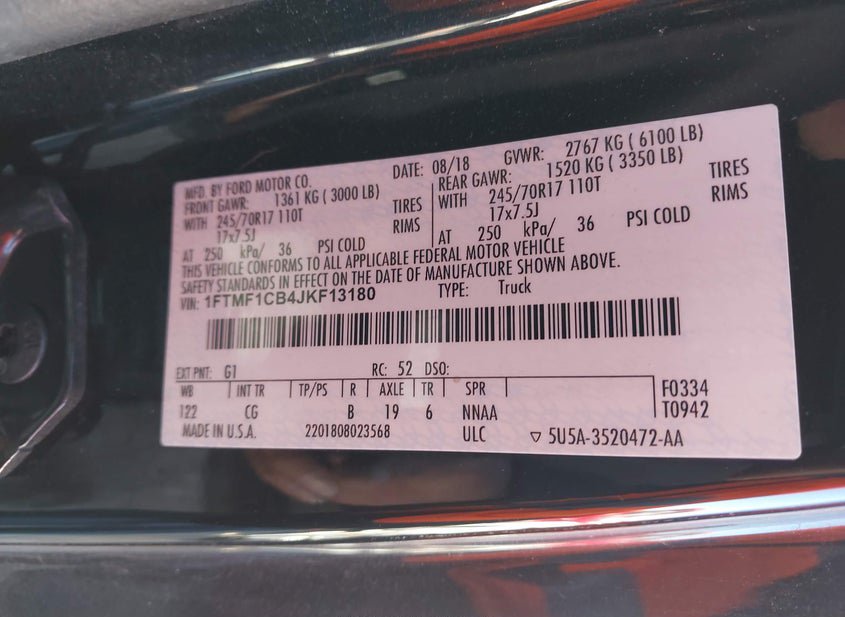 MFD. BY FORD MOTOR CO. DATE: 08/18 GVWR: 2767 KG ( 6100 LB)
FRONT GAWR: 1361 KG ( 3000 LB) REAR GAWR: 1520 KG ( 3350 LB)
WITH 245/70R17 110T TIRES WITH 245/70R17 110T TIRES
17x7.5J RIMS 17x7.5J RIMS
AT 250 kPa/ 36 PSI COLD AT 250 kPa/ 36 PSI COLD
THIS VEHICLE CONFORMS TO ALL APPLICABLE FEDERAL MOTOR VEHICLE
SAFETY STANDARDS IN EFFECT ON THE DATE OF MANUFACTURE SHOWN ABOVE.
VIN: 1FTMF1CB4JKF13180 TYPE: Truck
EXT PNT: G1 RC: 52 DSO:
WB INT TR TP/PS R AXLE TR SPR F0334
122 CG B 19 6 NNAA T0942
MADE IN U.S.A. 2201808023568 ULC ▽ 5U5A-3520472-AA